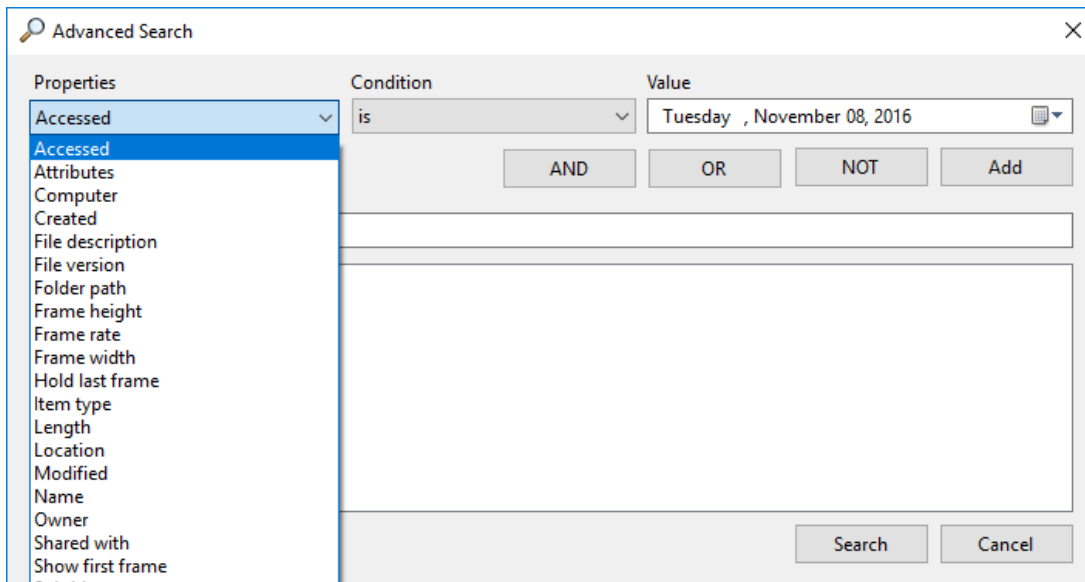 Advanced Search
Properties Condition Value
Accessed is Tuesday , November 08, 2016
Accessed
AND OR NOT Add
Attributes
Computer
Created
File description
File version
Folder path
Frame height
Frame rate
Frame width
Hold last frame
Item type
Length
Location
Modified
Name
Owner
Shared with
Search Cancel
Show first frame